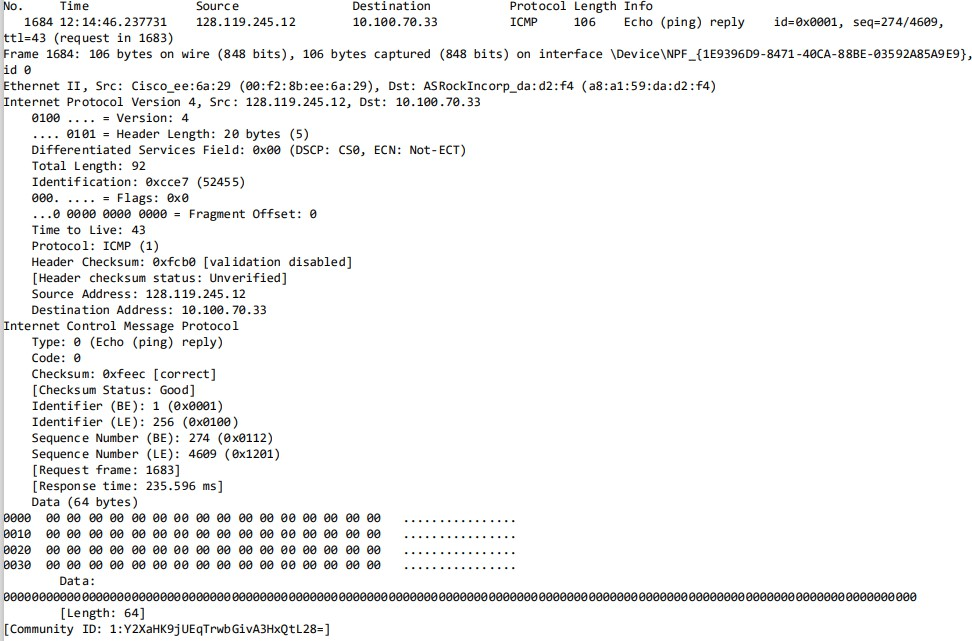 No. Time Source Destination Protocol Length Info
1684 12:14:46.237731 128.119.245.12 10.100.70.33 ICMP 106 Echo (ping) reply id=0x0001, seq=274/4609,
ttl=43 (request in 1683)
Frame 1684: 106 bytes on wire (848 bits), 106 bytes captured (848 bits) on interface \Device\NPF_{1E9396D9-8471-40CA-88BE-03592A85A9E9},
id 0
Ethernet II, Src: Cisco_ee:6a:29 (00:f2:8b:ee:6a:29), Dst: ASRockIncorp_da:d2:f4 (a8:a1:59:da:d2:f4)
Internet Protocol Version 4, Src: 128.119.245.12, Dst: 10.100.70.33
0100 .... = Version: 4
.... 0101 = Header Length: 20 bytes (5)
Differentiated Services Field: 0x00 (DSCP: CS0, ECN: Not-ECT)
Total Length: 92
Identification: 0xcce7 (52455)
000. .... = Flags: 0x0
...0 0000 0000 0000 = Fragment Offset: 0
Time to Live: 43
Protocol: ICMP (1)
Header Checksum: 0xfcb0 [validation disabled]
[Header checksum status: Unverified]
Source Address: 128.119.245.12
Destination Address: 10.100.70.33
Internet Control Message Protocol
Type: 0 (Echo (ping) reply)
Code: 0
Checksum: 0xfeec [correct]
[Checksum Status: Good]
Identifier (BE): 1 (0x0001)
Identifier (LE): 256 (0x0100)
Sequence Number (BE): 274 (0x0112)
Sequence Number (LE): 4609 (0x1201)
[Request frame: 1683]
[Response time: 235.596 ms]
Data (64 bytes)
0000 00 00 00 00 00 00 00 00 00 00 00 00 00 00 00 00 ................
0010 00 00 00 00 00 00 00 00 00 00 00 00 00 00 00 00 ................
0020 00 00 00 00 00 00 00 00 00 00 00 00 00 00 00 00 ................
0030 00 00 00 00 00 00 00 00 00 00 00 00 00 00 00 00 ................
Data:
00000000000000000000000000000000000000000000000000000000000000000000000000000000000000000000000000000000000000000000000000000000
[Length: 64]
[Community ID: 1:Y2XaHK9jUEqTrwbGivA3HxQtL28=]